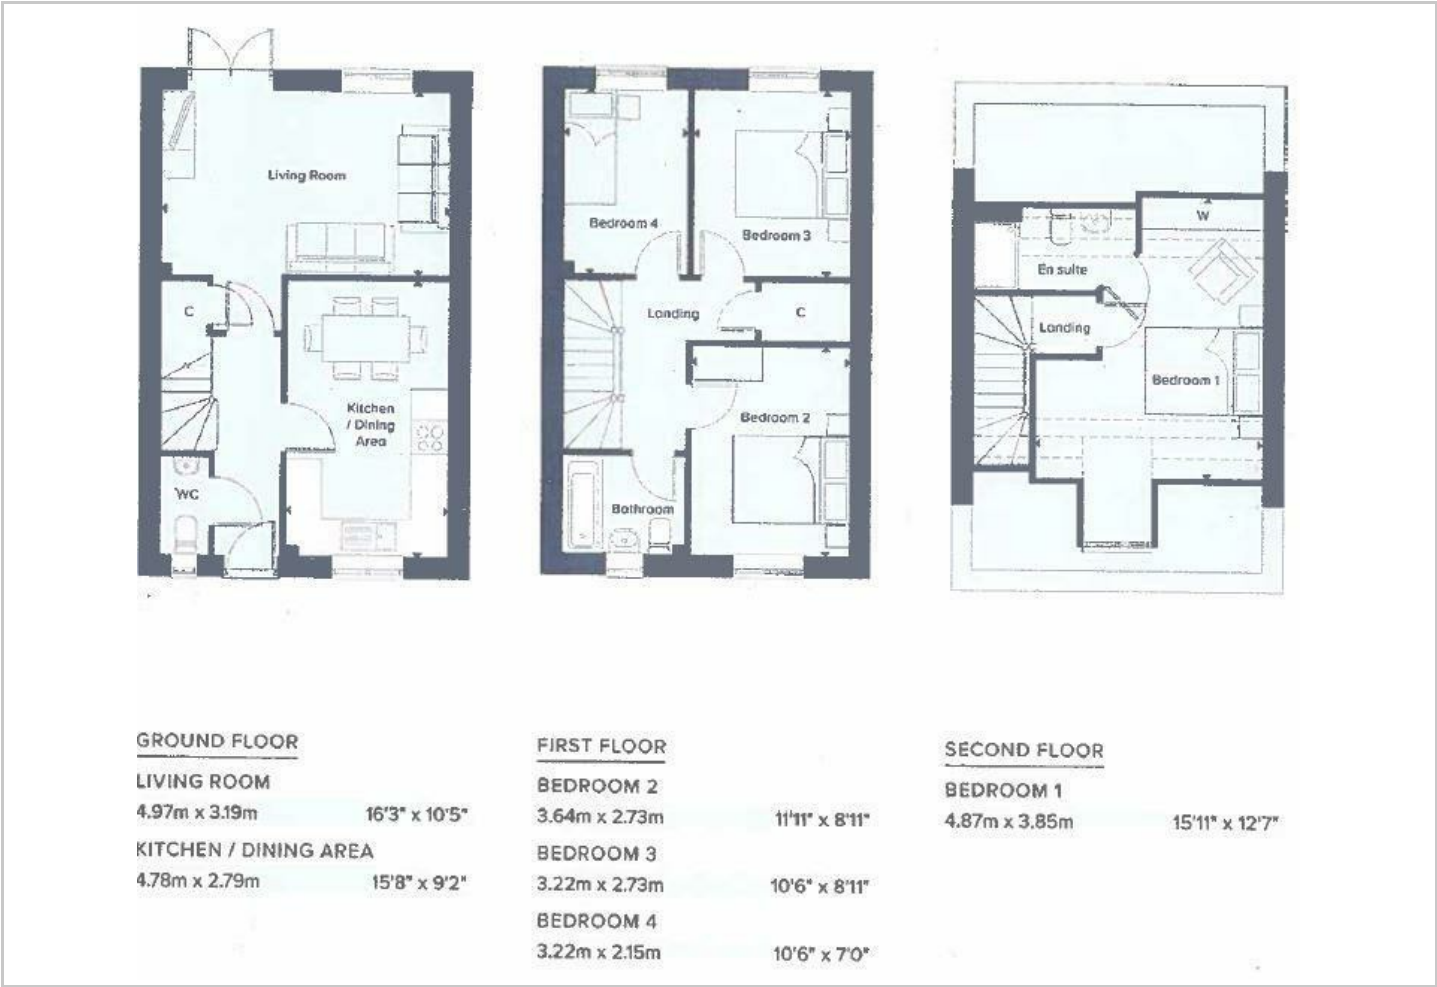 Living Room
C
Kitchen
/ Dining
Area
WC
Bedroom 4
Bedroom 3
Landing
C
Bedroom 2
Bathroom
W
En suite
Landing
Bedroom 1
GROUND FLOOR
LIVING ROOM
4.97m x 3.19m 16'3" x 10'5"
KITCHEN / DINING AREA
4.78m x 2.79m 15'8" x 9'2"
FIRST FLOOR
BEDROOM 2
3.64m x 2.73m 11'11" x 8'11"
BEDROOM 3
3.22m x 2.73m 10'6" x 8'11"
BEDROOM 4
3.22m x 2.15m 10'6" x 7'0"
SECOND FLOOR
BEDROOM 1
4.87m x 3.85m 15'11" x 12'7"